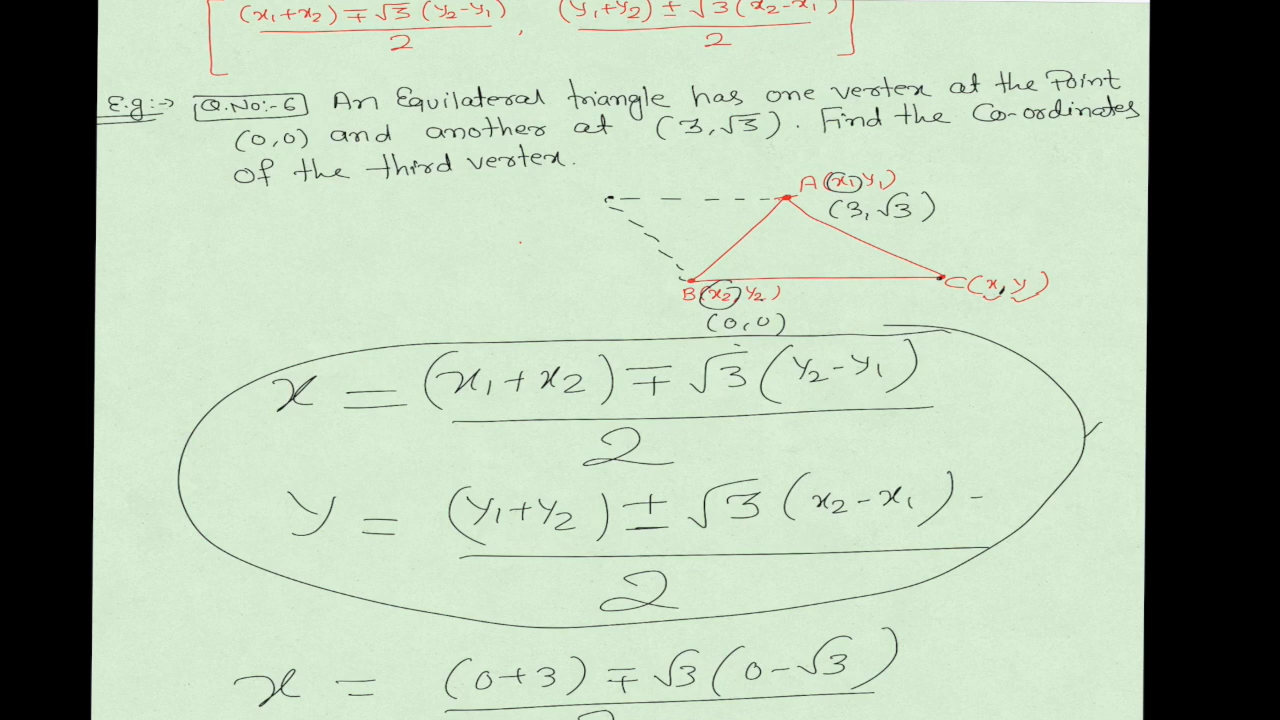 [ (x₁+x₂) ∓ √3 (y₂-y₁) / 2 , (y₁+y₂) ± √3 (x₂-x₁) / 2 ]
E.g:→ Q.No:-6 An Equilateral triangle has one vertex at the Point
(0,0) and another at (3,√3). Find the Co-ordinates
of the third vertex.
A(x₁,y₁)
(3,√3)
B(x₂,y₂)
C(x,y)
(0,0)
x = (x₁+x₂) ∓ √3 (y₂-y₁) / 2
y = (y₁+y₂) ± √3 (x₂-x₁) / 2
x = (0+3) ∓ √3 (0-√3)